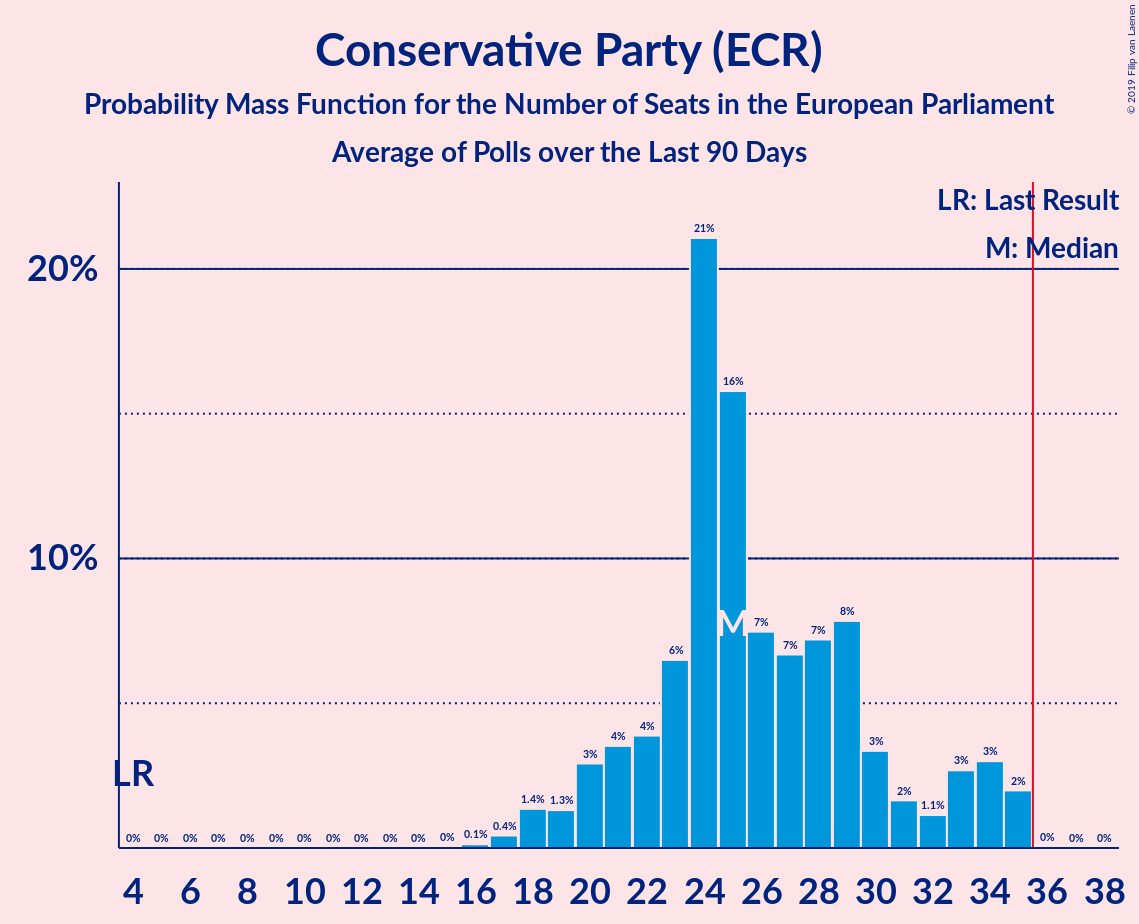 Conservative Party (ECR)
Probability Mass Function for the Number of Seats in the European Parliament
Average of Polls over the Last 90 Days
© 2019 Filip van Laenen
LR: Last Result
M: Median
20%
10%
21%
16%
M
7%
7%
7%
8%
6%
4%
4%
3%
1.4%
1.3%
0.4%
0.1%
3%
2%
1.1%
3%
3%
2%
LR
0% 0% 0% 0% 0% 0% 0% 0% 0% 0% 0% 0%
0% 0% 0%
4 6 8 10 12 14 16 18 20 22 24 26 28 30 32 34 36 38